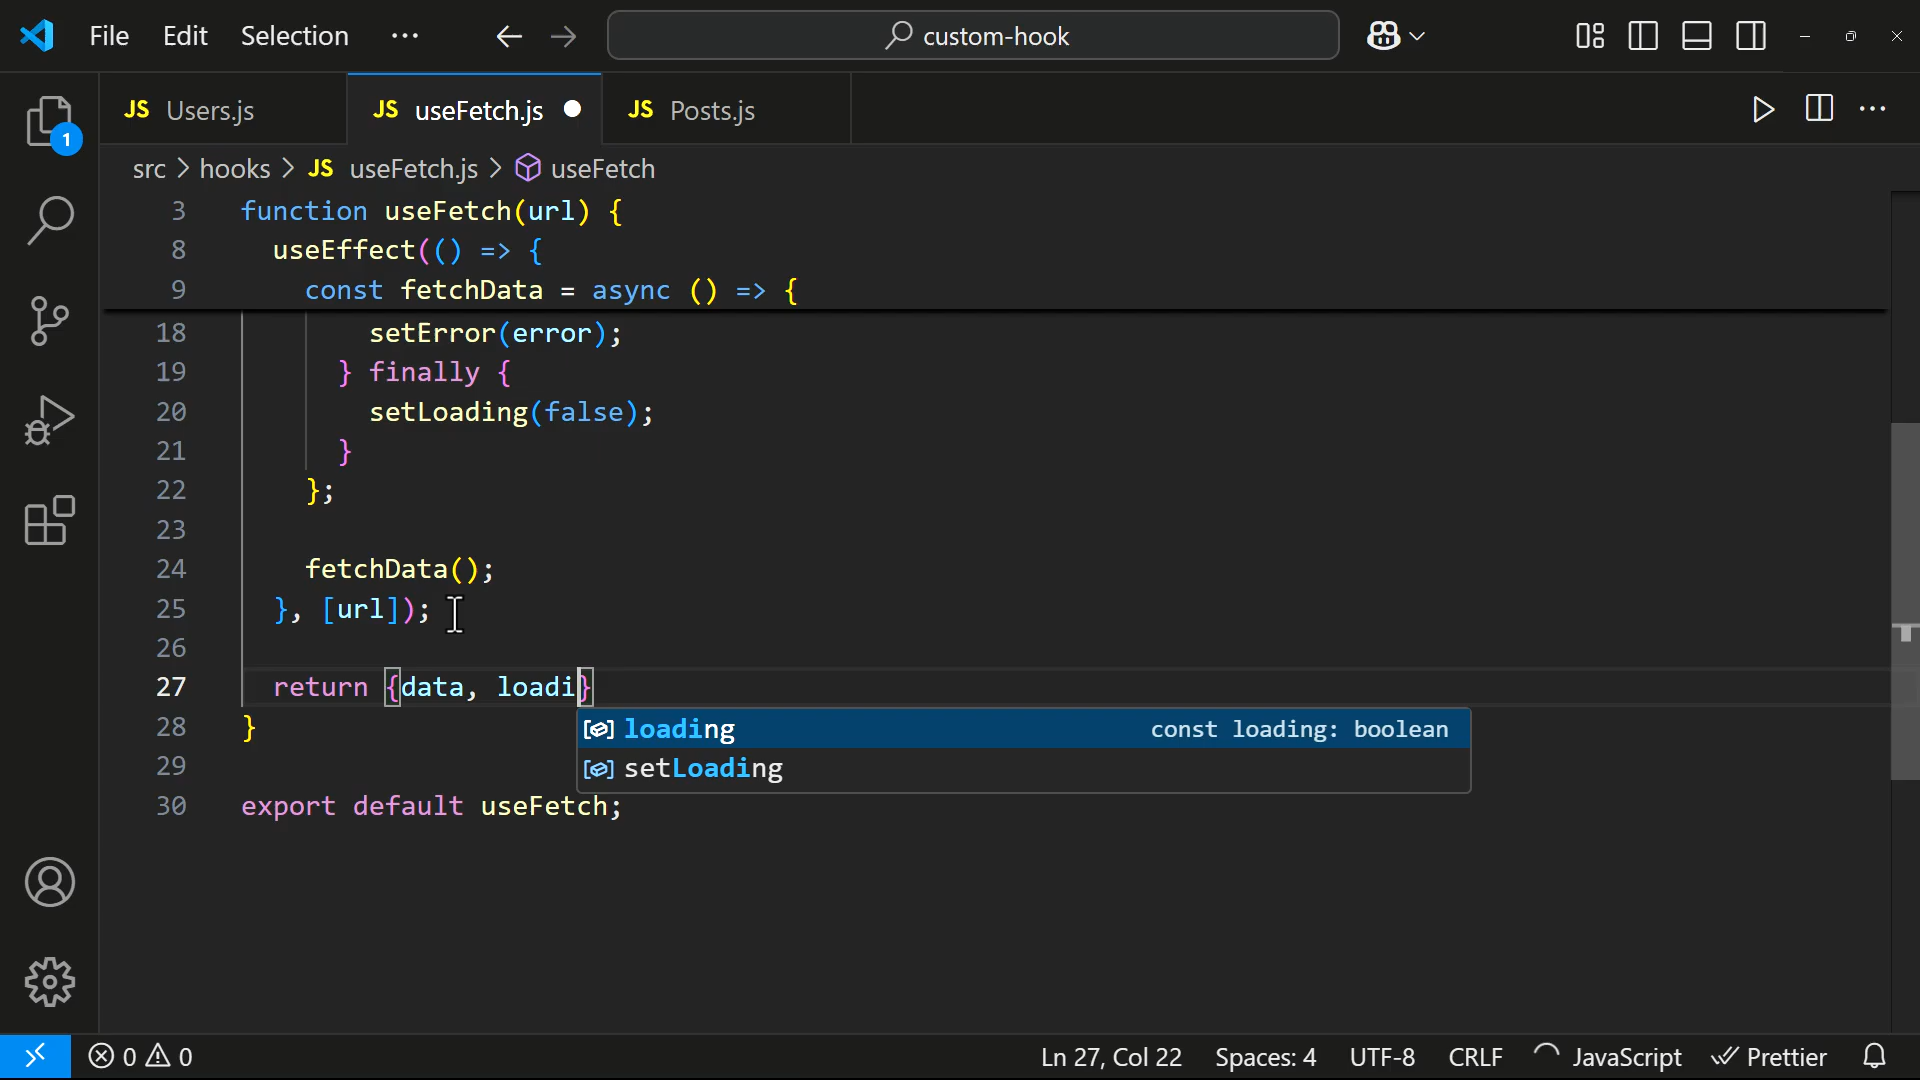 File Edit Selection ··· custom-hook
JS Users.js JS useFetch.js JS Posts.js
src > hooks > JS useFetch.js > useFetch
3 function useFetch(url) {
8 useEffect(() => {
9 const fetchData = async () => {
18 setError(error);
19 } finally {
20 setLoading(false);
21 }
22 };
23
24 fetchData();
25 }, [url]);
26
27 return {data, loadi}
loading const loading: boolean
setLoading
28 }
29
30 export default useFetch;
1
0 0 Ln 27, Col 22 Spaces: 4 UTF-8 CRLF JavaScript Prettier